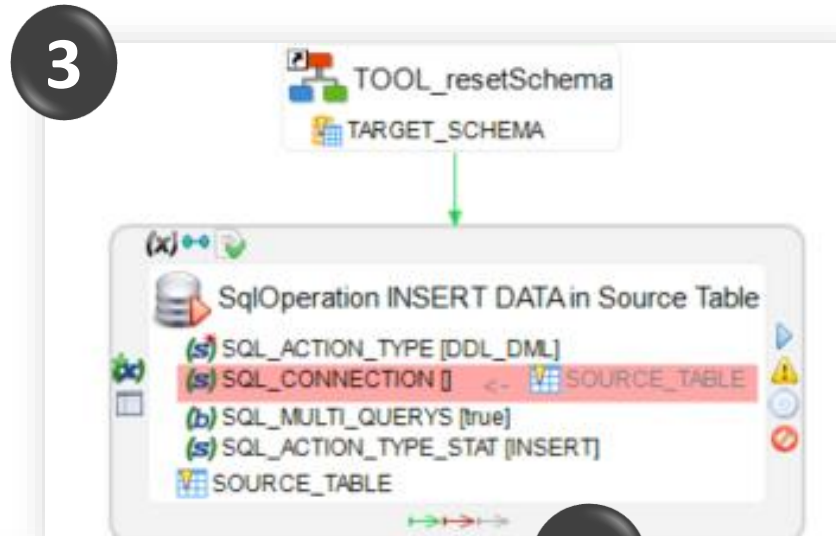 3
TOOL_resetSchema
TARGET_SCHEMA
(x)
SqlOperation INSERT DATA in Source Table
(s) SQL_ACTION_TYPE [DDL_DML]
(x) (s) SQL_CONNECTION [] <- SOURCE_TABLE
(b) SQL_MULTI_QUERYS [true]
(s) SQL_ACTION_TYPE_STAT [INSERT]
SOURCE_TABLE